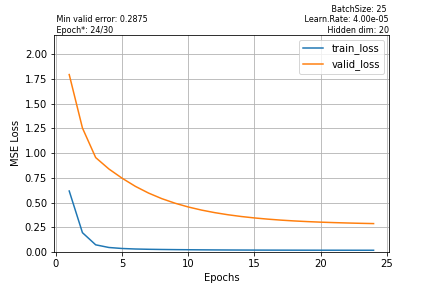 BatchSize: 25
Min valid error: 0.2875
Learn.Rate: 4.00e-05
Epoch*: 24/30
Hidden dim: 20
train_loss
valid_loss
2.00
1.75
1.50
1.25
1.00
0.75
0.50
0.25
0.00
MSE Loss
0
5
10
15
20
25
Epochs